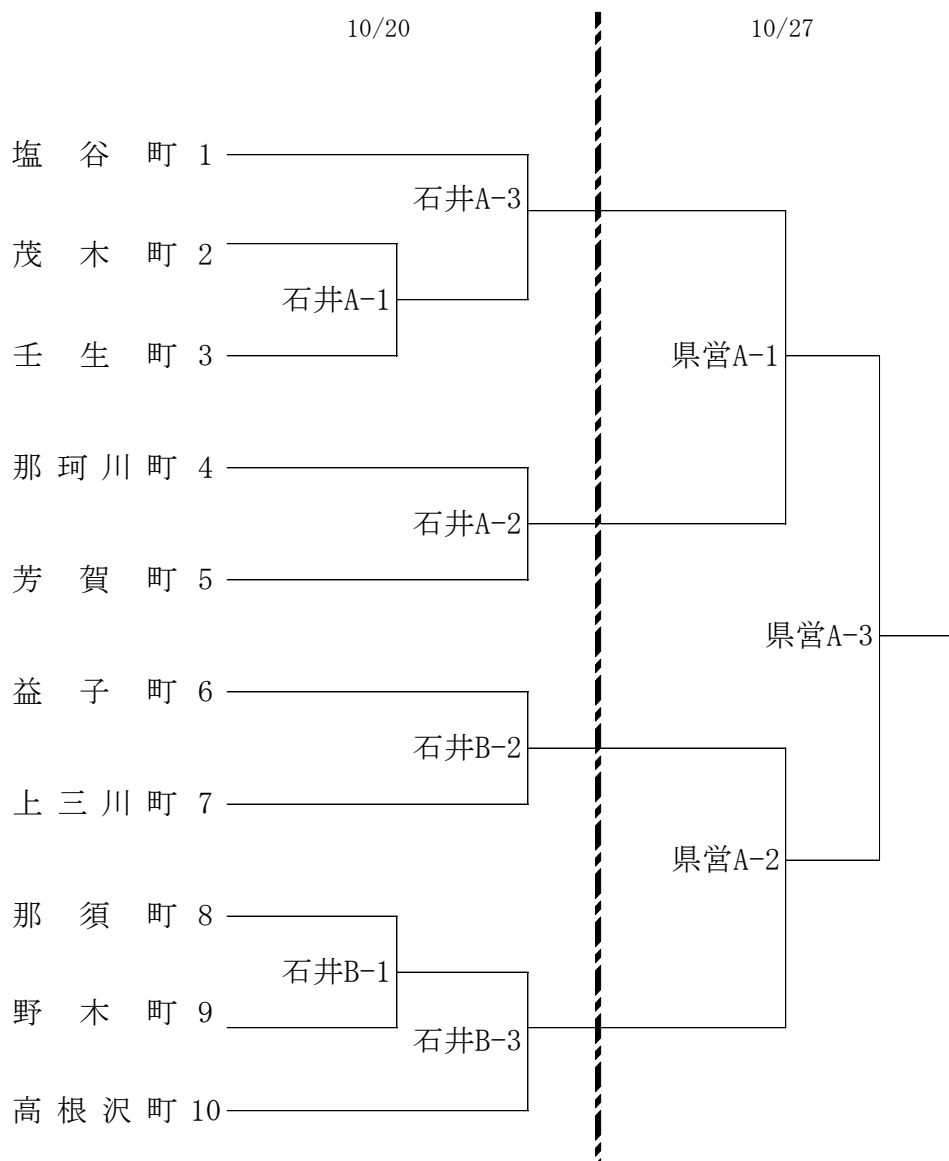 10/20 10/27
塩谷町 1
石井A-3
茂木町 2
石井A-1
壬生町 3
県営A-1
那珂川町 4
石井A-2
芳賀町 5
県営A-3
益子町 6
石井B-2
上三川町 7
県営A-2
那須町 8
石井B-1
野木町 9
石井B-3
高根沢町 10